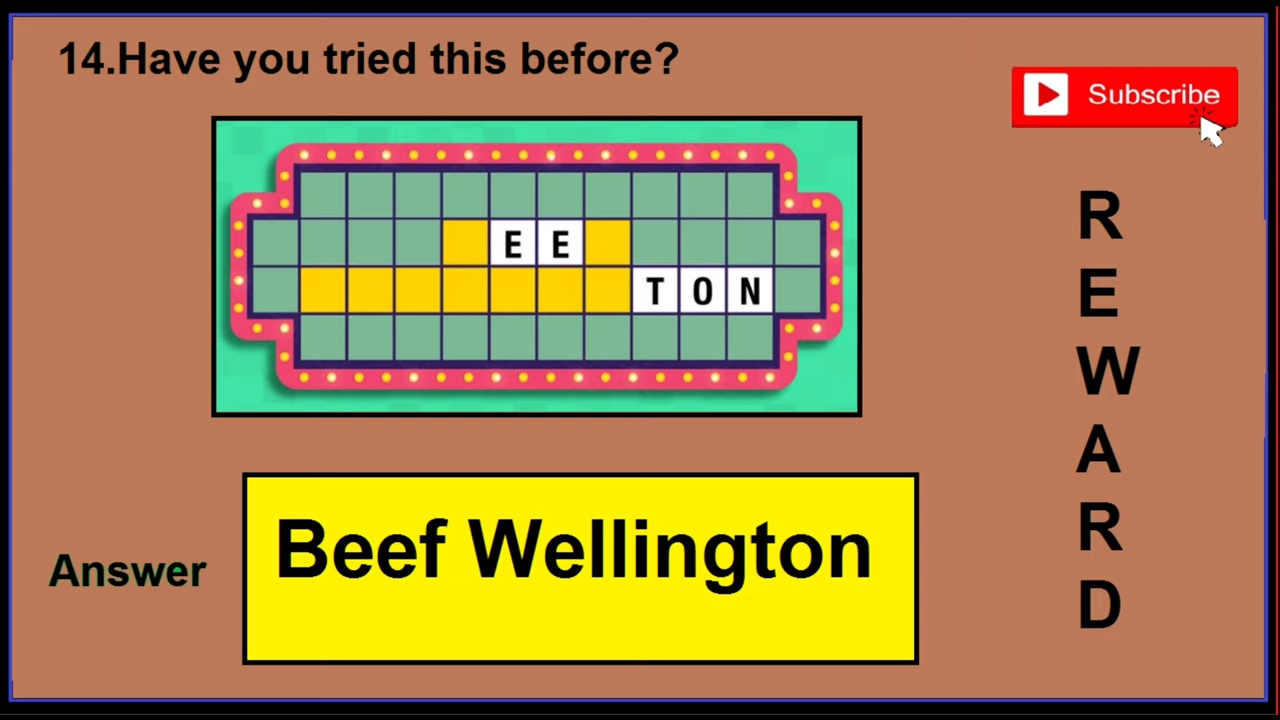 14.Have you tried this before?
Subscribe
E E
T O N
R
E
W
A
R
D
Answer
Beef Wellington